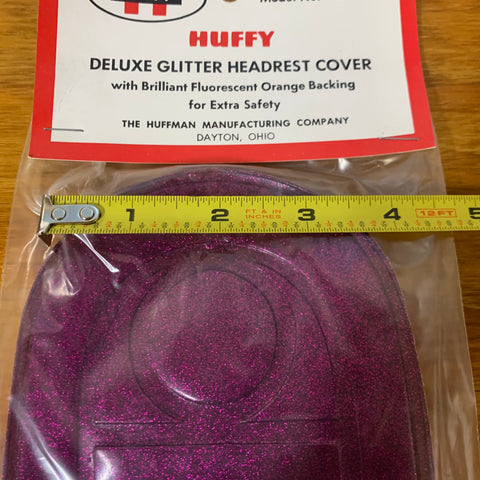 HUFFY
DELUXE GLITTER HEADREST COVER
with Brilliant Fluorescent Orange Backing
for Extra Safety
THE HUFFMAN MANUFACTURING COMPANY
DAYTON, OHIO
1 2 FT & IN INCHES 3 4 12FT 5